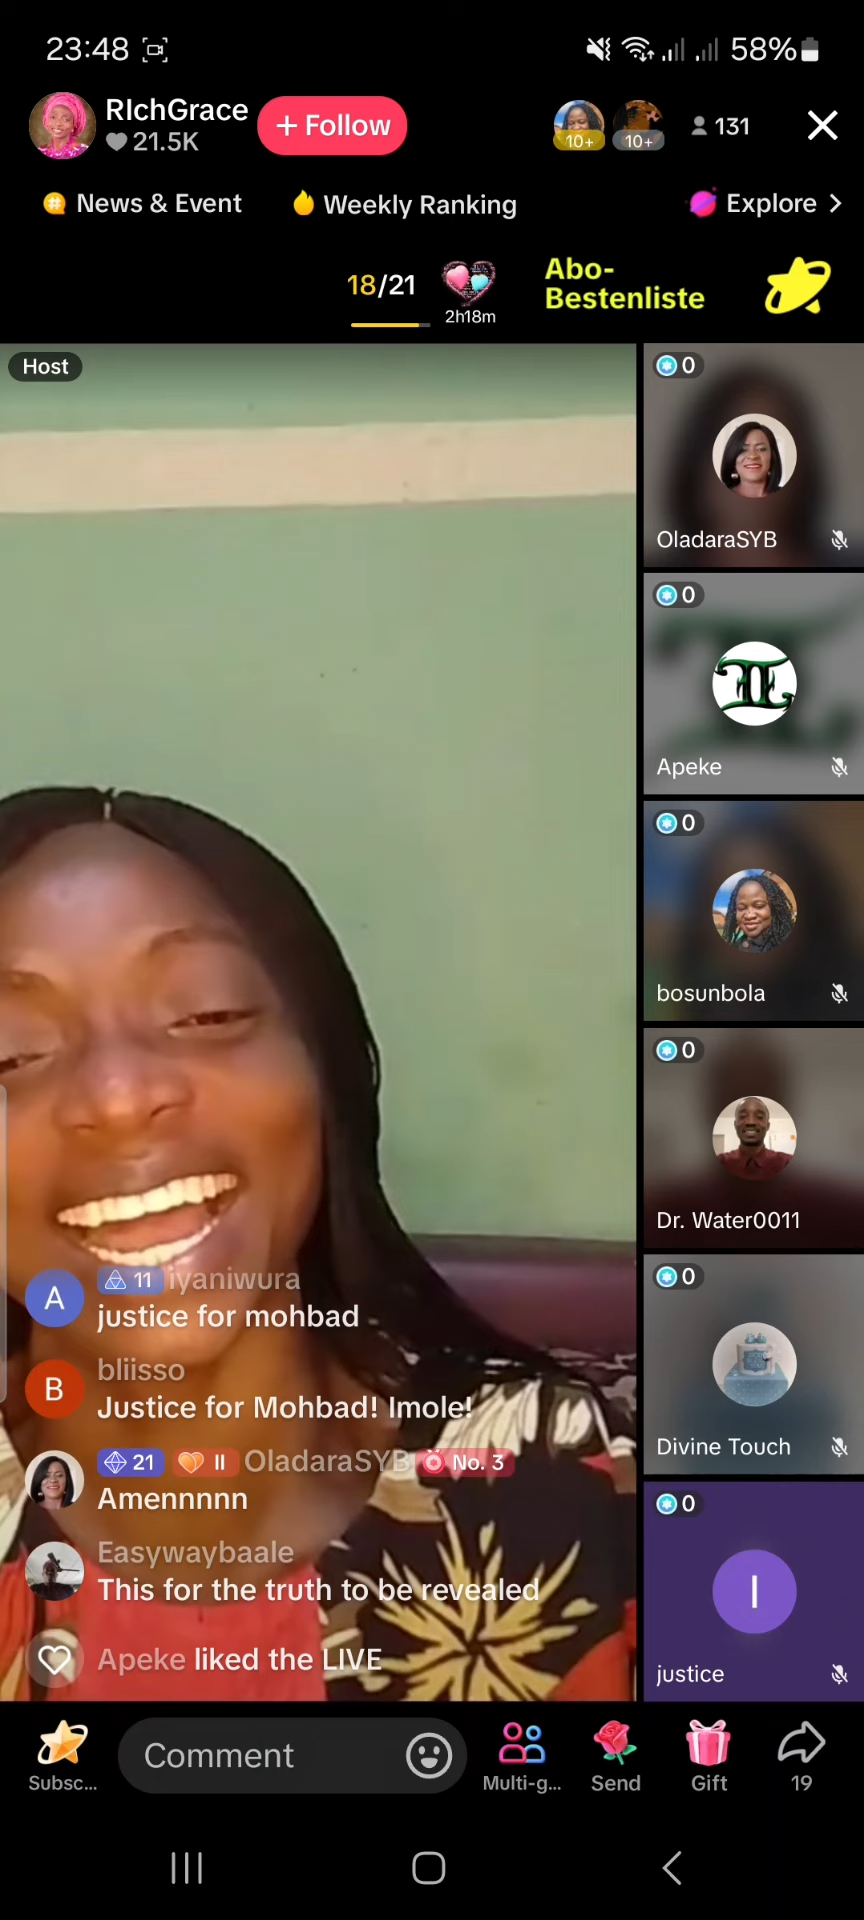 23:48
58%
RIchGrace
21.5K
+ Follow
10+
10+
131
News & Event
Weekly Ranking
Explore
18/21
2h18m
Abo-
Bestenliste
Host
0
OladaraSYB
0
Apeke
0
bosunbola
0
Dr. Water0011
0
Divine Touch
0
I
justice
A
11 iyaniwura
justice for mohbad
B
bliisso
Justice for Mohbad! Imole!
21 II OladaraSYB No. 3
Amennnnn
Easywaybaale
This for the truth to be revealed
Apeke liked the LIVE
Subsc...
Comment
Multi-g...
Send
Gift
19